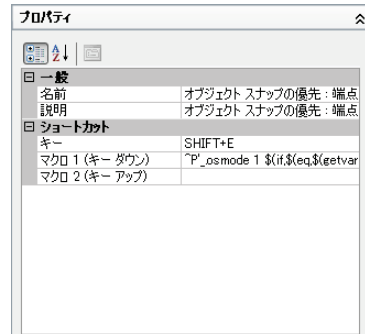 プロパティ
一般
名前 オブジェクト スナップの優先 : 端点
説明 オブジェクト スナップの優先 : 端点
ショートカット
キー SHIFT+E
マクロ 1 (キー ダウン) ^P'_osmode 1 $(if,$(eq,$(getvar
マクロ 2 (キー アップ)